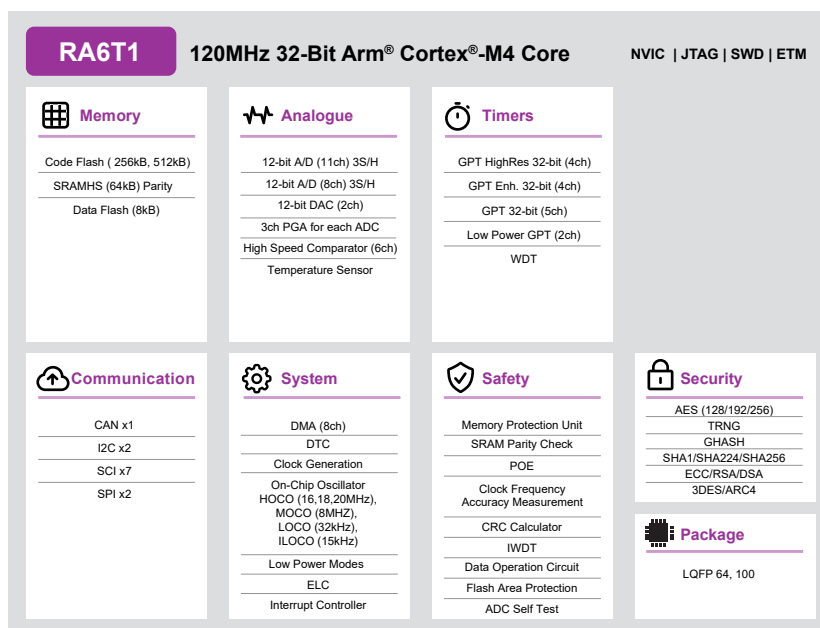 RA6T1
120MHz 32-Bit Arm® Cortex®-M4 Core
NVIC | JTAG | SWD | ETM
Memory
Code Flash ( 256kB, 512kB)
SRAMHS (64kB) Parity
Data Flash (8kB)
Analogue
12-bit A/D (11ch) 3S/H
12-bit A/D (8ch) 3S/H
12-bit DAC (2ch)
3ch PGA for each ADC
High Speed Comparator (6ch)
Temperature Sensor
Timers
GPT HighRes 32-bit (4ch)
GPT Enh. 32-bit (4ch)
GPT 32-bit (5ch)
Low Power GPT (2ch)
WDT
Communication
CAN x1
I2C x2
SCI x7
SPI x2
System
DMA (8ch)
DTC
Clock Generation
On-Chip Oscillator
HOCO (16,18,20MHz),
MOCO (8MHZ),
LOCO (32kHz),
ILOCO (15kHz)
Low Power Modes
ELC
Interrupt Controller
Safety
Memory Protection Unit
SRAM Parity Check
POE
Clock Frequency
Accuracy Measurement
CRC Calculator
IWDT
Data Operation Circuit
Flash Area Protection
ADC Self Test
Security
AES (128/192/256)
TRNG
GHASH
SHA1/SHA224/SHA256
ECC/RSA/DSA
3DES/ARC4
Package
LQFP 64, 100